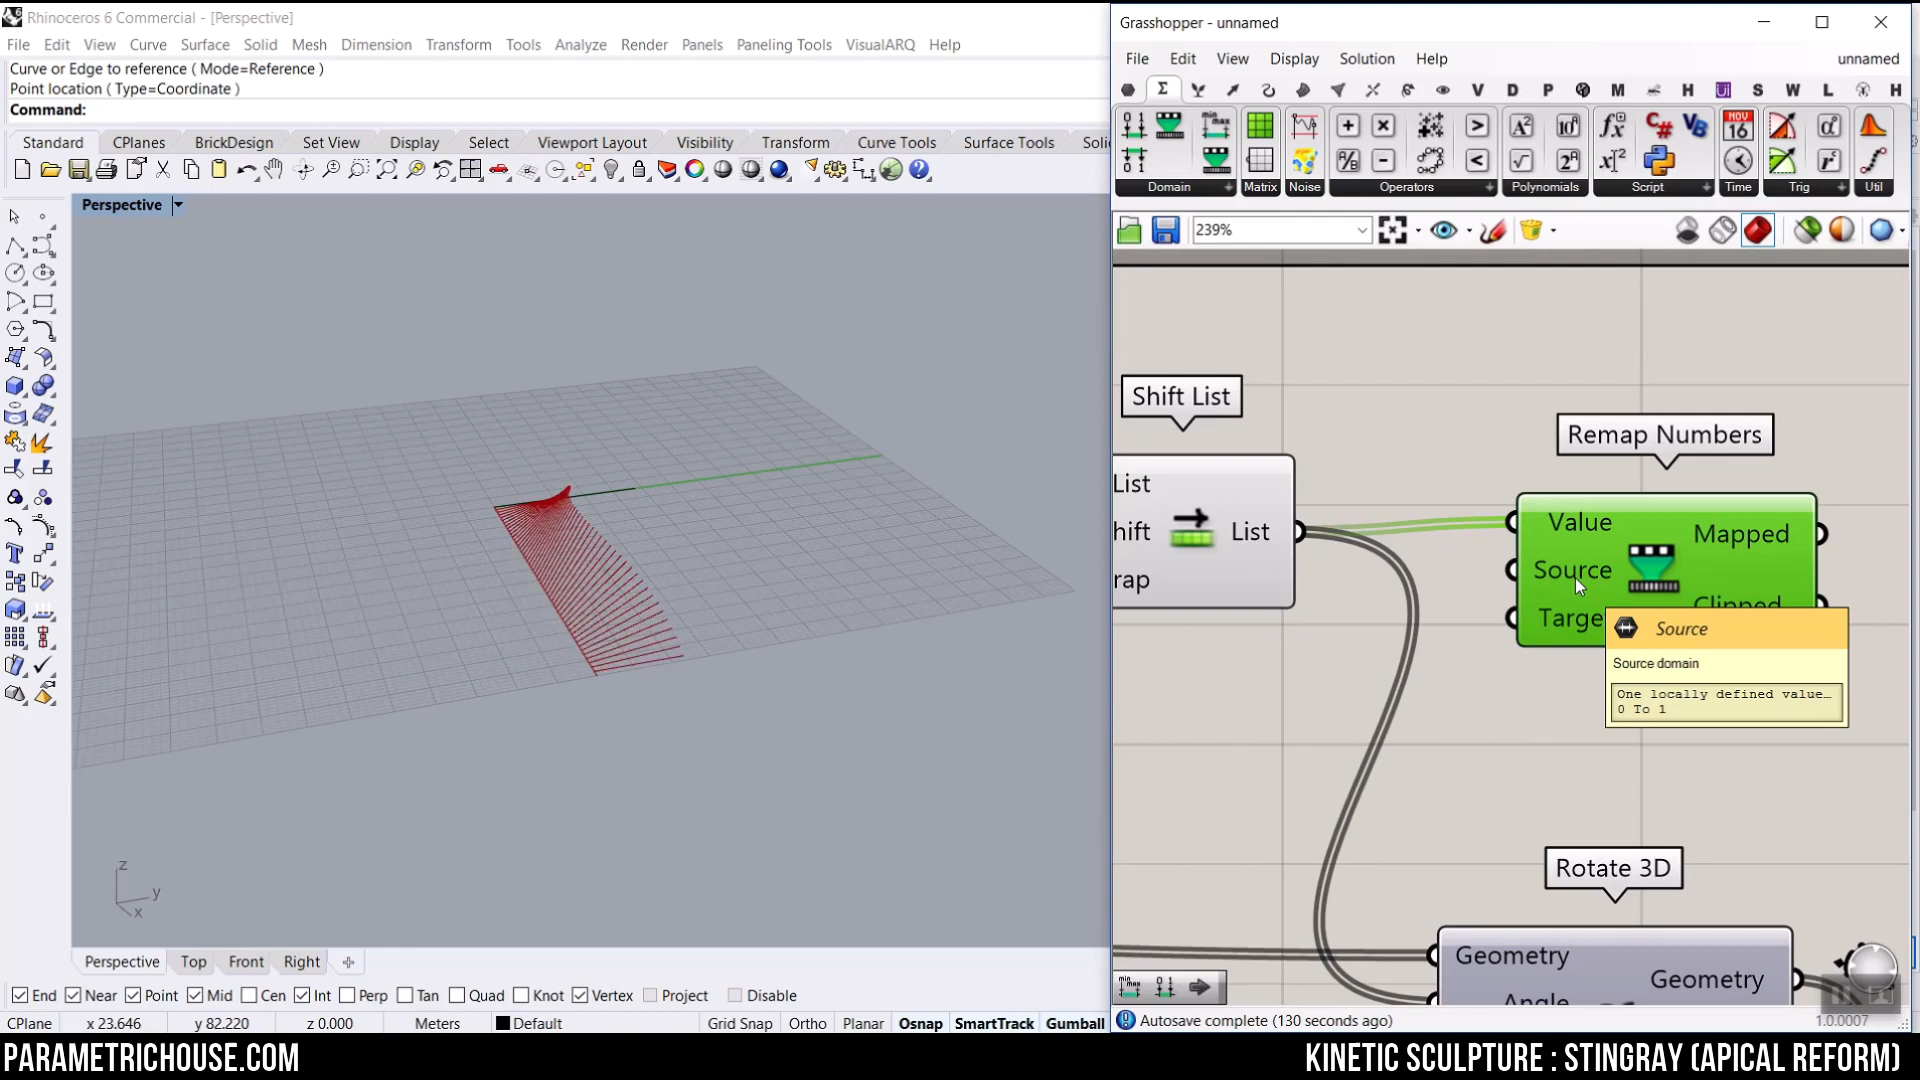 Rhinoceros 6 Commercial - [Perspective]
File Edit View Curve Surface Solid Mesh Dimension Transform Tools Analyze Render Panels Paneling Tools VisualARQ Help
Curve or Edge to reference ( Mode=Reference )
Point location ( Type=Coordinate )
Command:
Standard CPlanes BrickDesign Set View Display Select Viewport Layout Visibility Transform Curve Tools Surface Tools
Perspective
z
y
x
Perspective Top Front Right
End Near Point Mid Cen Int Perp Tan Quad Knot Vertex Project Disable
CPlane x 23.646 y 82.220 z 0.000 Meters Default Grid Snap Ortho Planar Osnap SmartTrack Gumball
Grasshopper - unnamed
File Edit View Display Solution Help unnamed
V D P M H S W L H
Domain Matrix Noise Operators Polynomials Script Time Trig Util
239%
Shift List
Remap Numbers
List
List
Value
Source
Mapped
Source
Source domain
One locally defined value…
0 To 1
Rotate 3D
Geometry
Geometry
Autosave complete (130 seconds ago)
1.0.0007
PARAMETRICHOUSE.COM
KINETIC SCULPTURE : STINGRAY (APICAL REFORM)